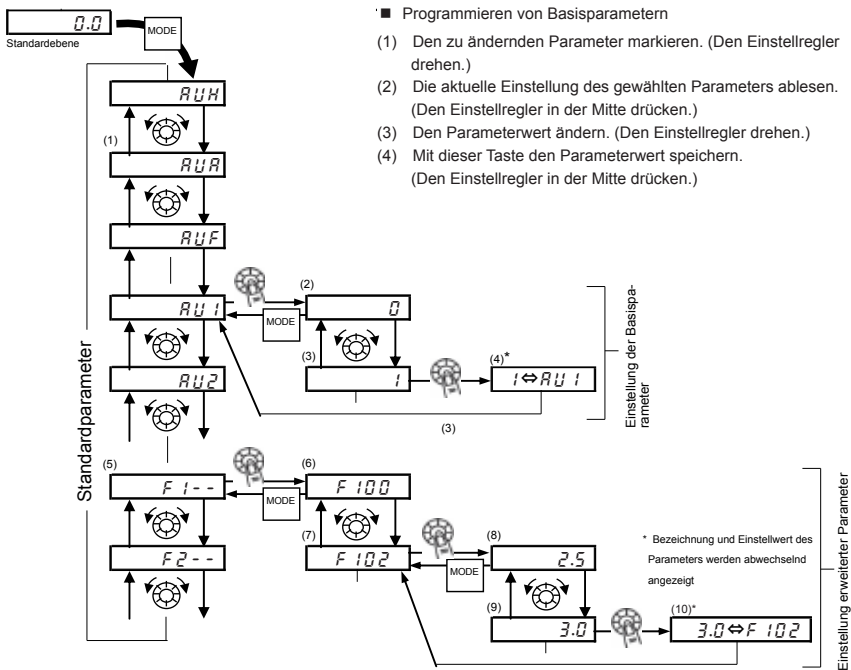 0.0
MODE
Standardebene
■ Programmieren von Basisparametern
(1) Den zu ändernden Parameter markieren. (Den Einstellregler
drehen.)
(2) Die aktuelle Einstellung des gewählten Parameters ablesen.
(Den Einstellregler in der Mitte drücken.)
(3) Den Parameterwert ändern. (Den Einstellregler drehen.)
(4) Mit dieser Taste den Parameterwert speichern.
(Den Einstellregler in der Mitte drücken.)
Standardparameter
AUH
(1)
AUA
AUF
AU1
(2)
MODE
0
(3)
1
(4)*
1⇔AU1
(3)
AU2
Einstellung der Basispa-
rameter
(5)
F1--
MODE
(6)
F100
F2--
(7)
F102
MODE
(8)
2.5
(9)
3.0
(10)*
3.0⇔F102
* Bezeichnung und Einstellwert des
Parameters werden abwechselnd
angezeigt
Einstellung erweiterter Parameter